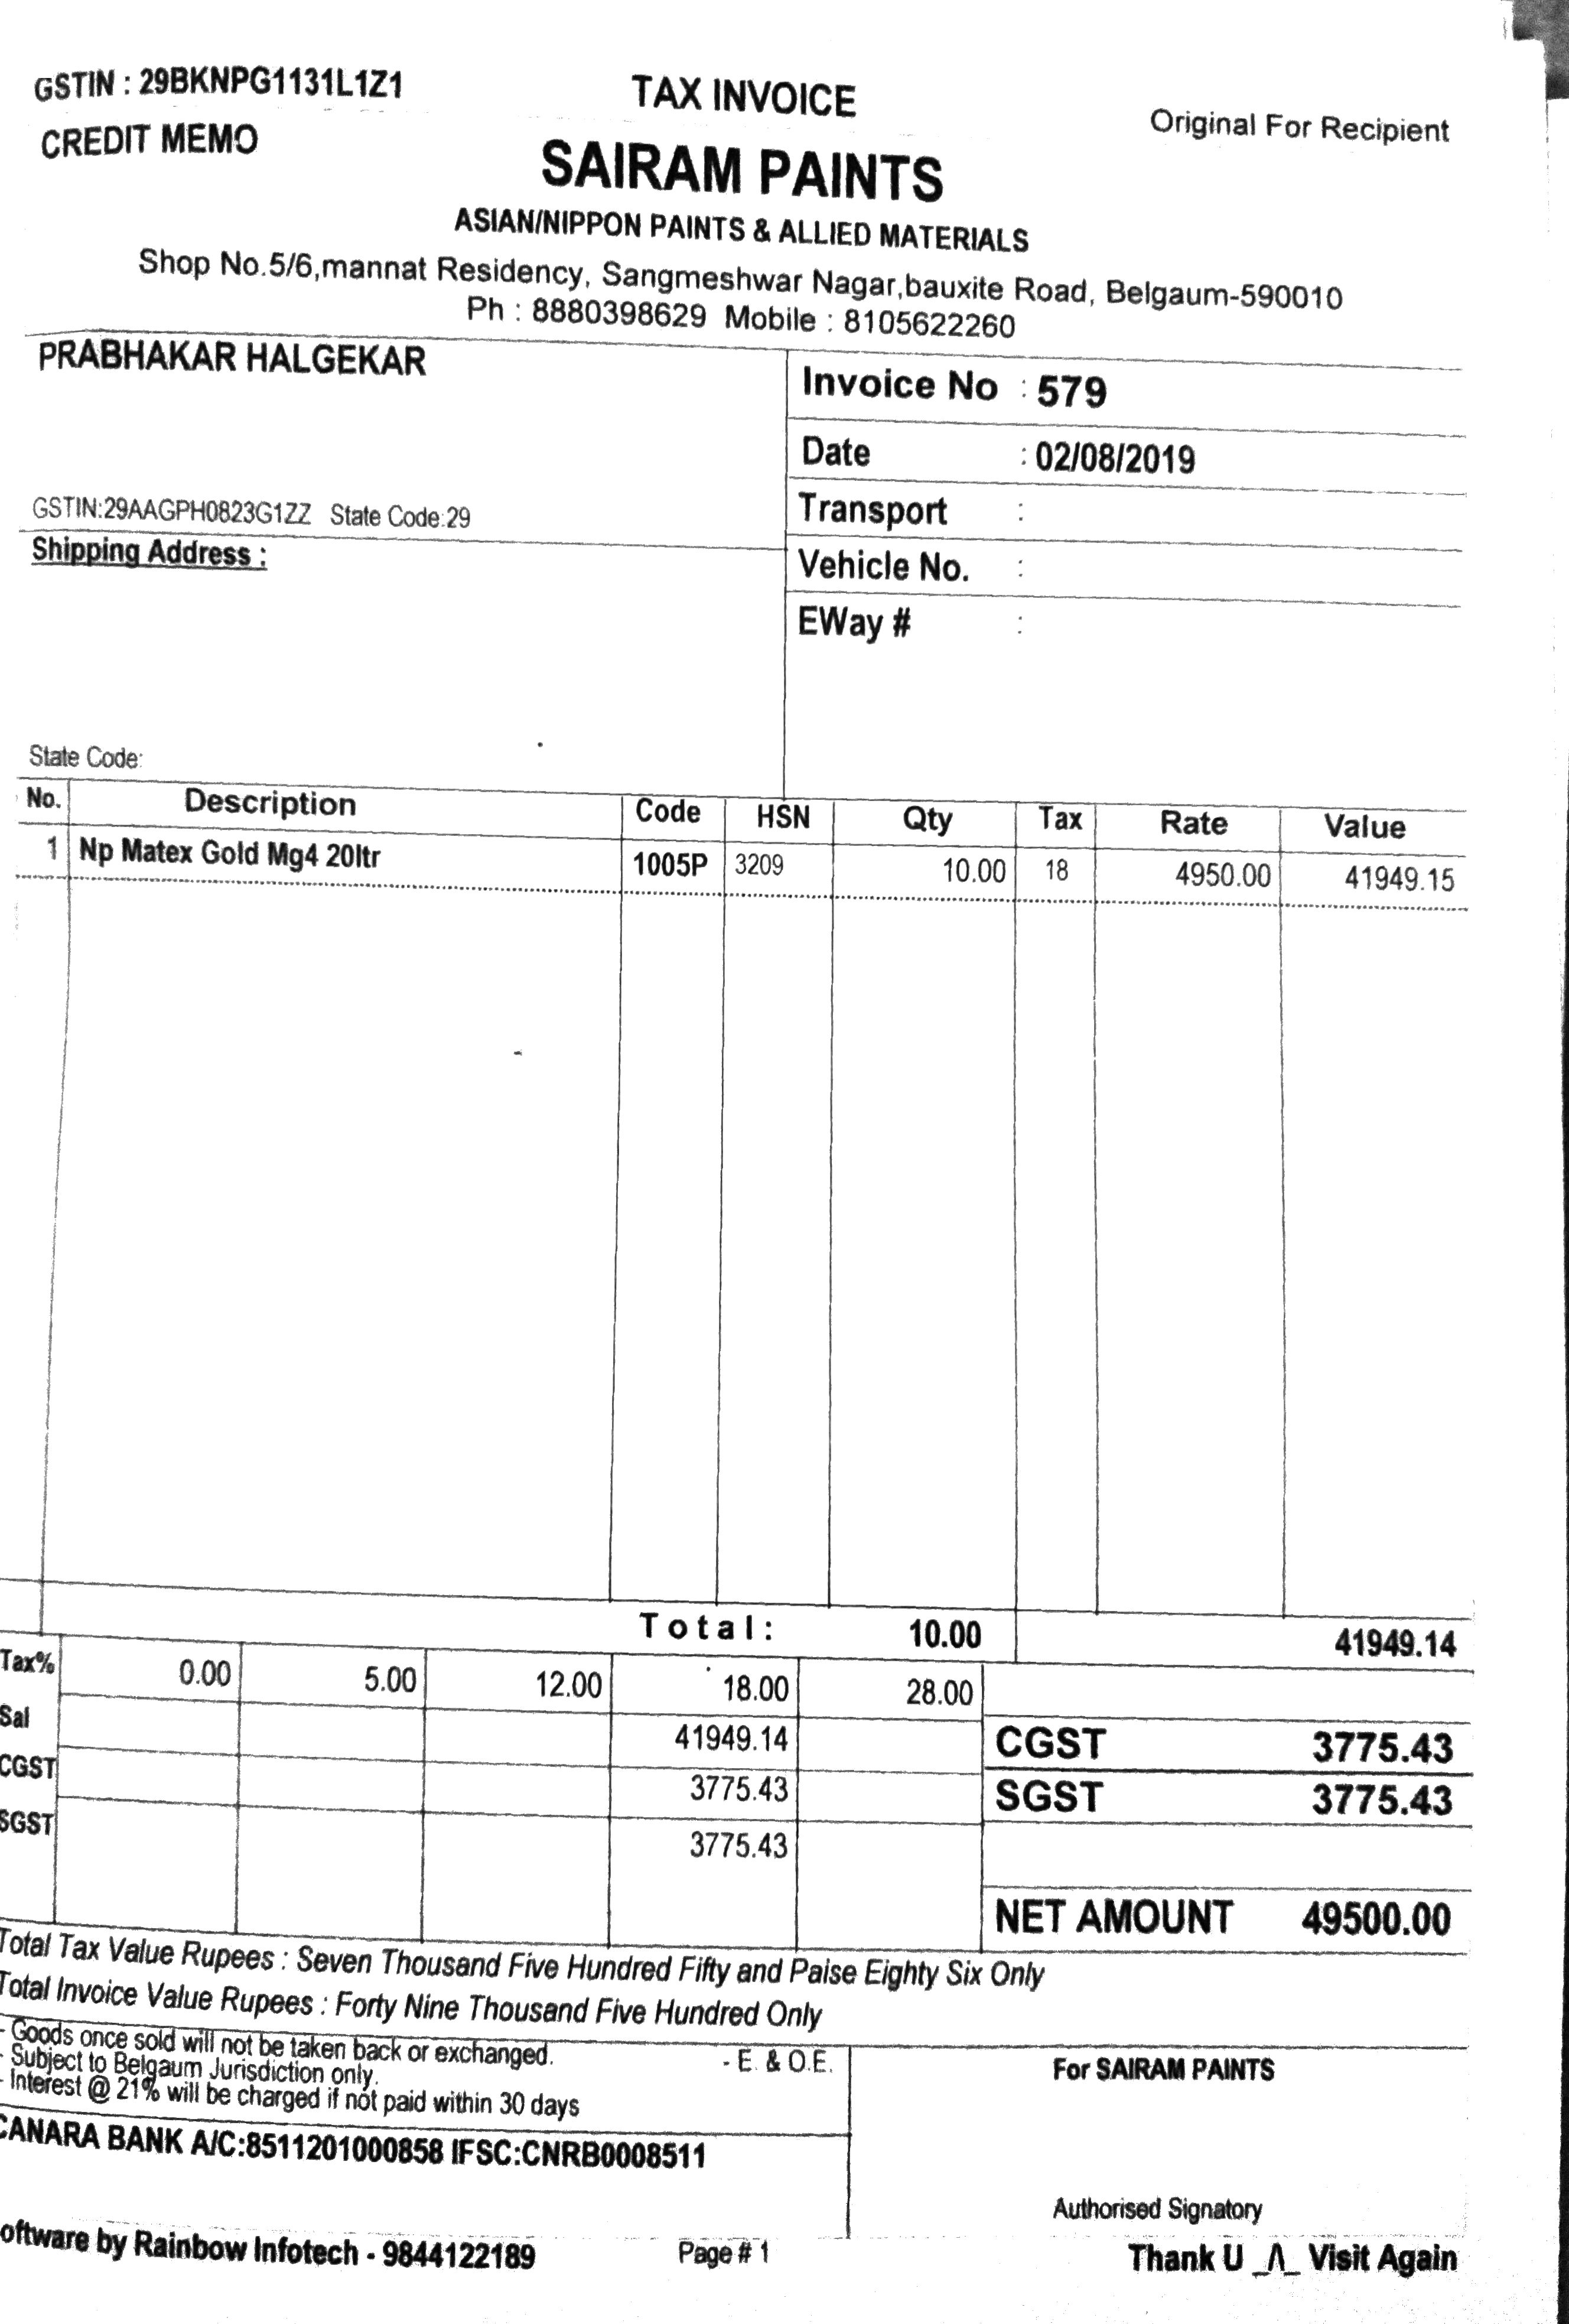 GSTIN : 29BKNPG1131L1Z1 TAX INVOICE Original For Recipient
CREDIT MEMO
SAIRAM PAINTS
ASIAN/NIPPON PAINTS & ALLIED MATERIALS
Shop No.5/6,mannat Residency, Sangmeshwar Nagar,bauxite Road, Belgaum-590010
Ph : 8880398629 Mobile : 8105622260
PRABHAKAR HALGEKAR
Invoice No : 579
Date : 02/08/2019
GSTIN:29AAGPH0823G1ZZ State Code:29
Transport :
Shipping Address :
Vehicle No. :
EWay # :
State Code:
No. Description Code HSN Qty Tax Rate Value
1 Np Matex Gold Mg4 20ltr 1005P 3209 10.00 18 4950.00 41949.15
Total: 10.00 41949.14
Tax% 0.00 5.00 12.00 18.00 28.00
Sal 41949.14
CGST 3775.43
SGST 3775.43
CGST 3775.43
SGST 3775.43
NET AMOUNT 49500.00
Total Tax Value Rupees : Seven Thousand Five Hundred Fifty and Paise Eighty Six Only
Total Invoice Value Rupees : Forty Nine Thousand Five Hundred Only
- Goods once sold will not be taken back or exchanged. - E. & O.E.
- Subject to Belgaum Jurisdiction only.
- Interest @ 21% will be charged if not paid within 30 days
For SAIRAM PAINTS
CANARA BANK A/C:8511201000858 IFSC:CNRB0008511
Authorised Signatory
oftware by Rainbow Infotech - 9844122189 Page # 1 Thank U _/\_ Visit Again